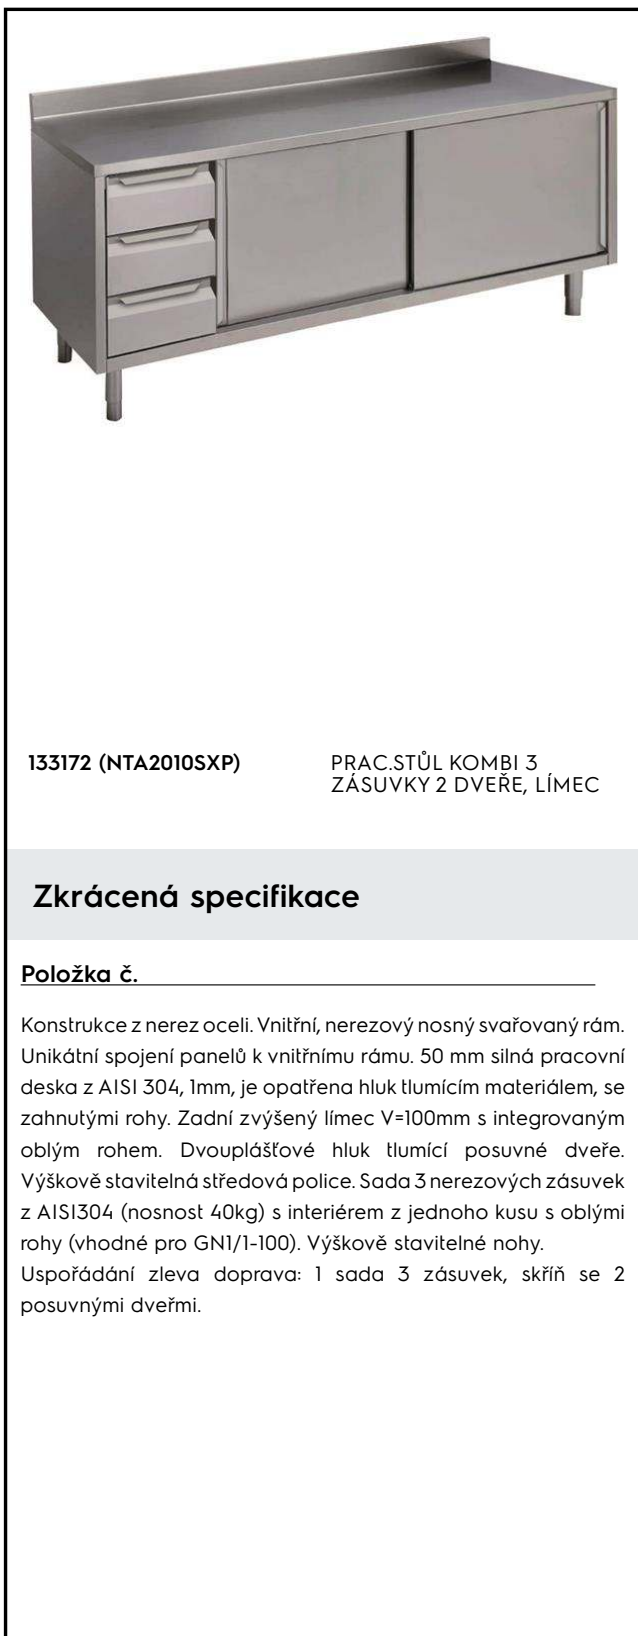 133172 (NTA2010SXP)
PRAC.STŮL KOMBI 3
ZÁSUVKY 2 DVEŘE, LÍMEC
Zkrácená specifikace
Položka č.
Konstrukce z nerez oceli. Vnitřní, nerezový nosný svařovaný rám.
Unikátní spojení panelů k vnitřnímu rámu. 50 mm silná pracovní
deska z AISI 304, 1mm, je opatřena hluk tlumícím materiálem, se
zahnutými rohy. Zadní zvýšený límec V=100mm s integrovaným
oblým rohem. Dvouplášťové hluk tlumící posuvné dveře.
Výškově stavitelná středová police. Sada 3 nerezových zásuvek
z AISI304 (nosnost 40kg) s interiérem z jednoho kusu s oblými
rohy (vhodné pro GN1/1-100). Výškově stavitelné nohy.
Uspořádání zleva doprava: 1 sada 3 zásuvek, skříň se 2
posuvnými dveřmi.